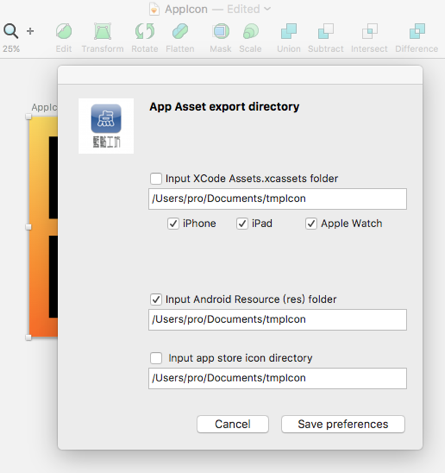 AppIcon — Edited
25%
Edit Transform Rotate Flatten Mask Scale Union Subtract Intersect Difference
AppIc
App Asset export directory
点
Input XCode Assets.xcassets folder
/Users/pro/Documents/tmpIcon
iPhone iPad Apple Watch
Input Android Resource (res) folder
/Users/pro/Documents/tmpIcon
Input app store icon directory
/Users/pro/Documents/tmpIcon
Cancel Save preferences